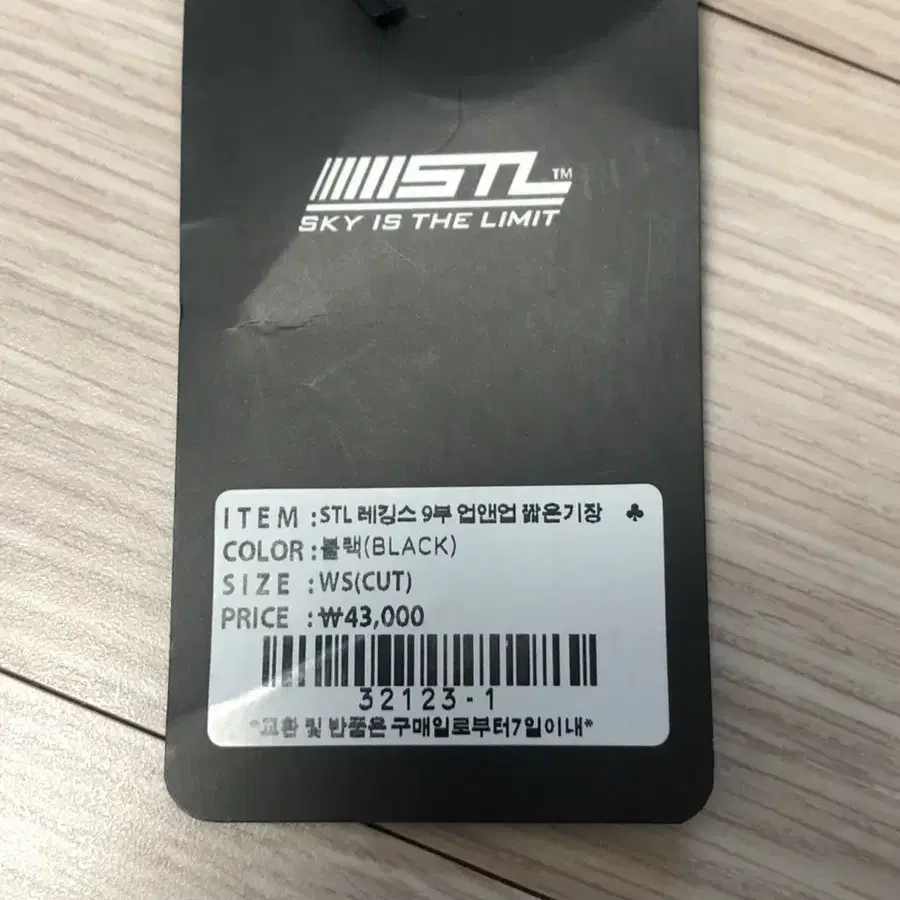 STL™
SKY IS THE LIMIT
ITEM :STL 레깅스 9부 업앤업 짧은기장 ♣
COLOR :블랙(BLACK)
SIZE :WS(CUT)
PRICE :₩43,000
32123-1
*교환 및 반품은 구매일로부터7일이내*